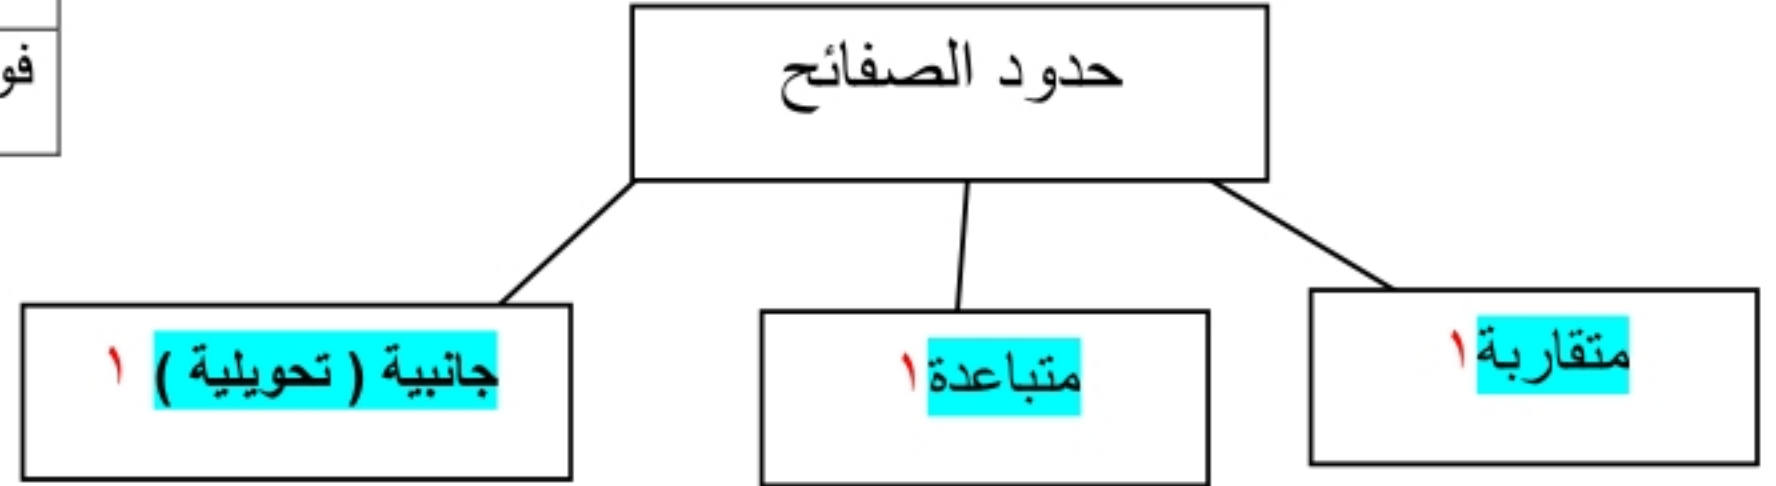 حدود الصفائح
متقاربة ١
متباعدة ١
جانبية ( تحويلية ) ١